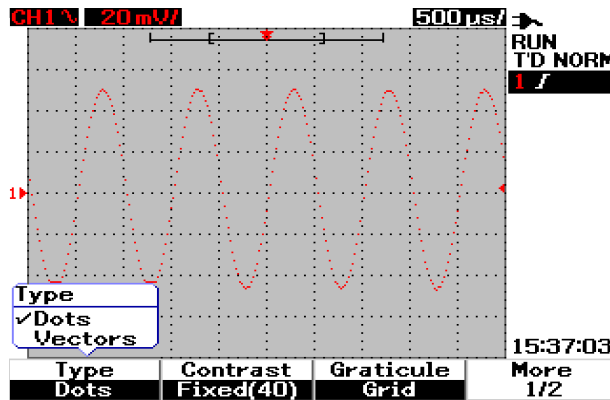 CH1 ∿ 20 mV/ 500 µs/
RUN
T'D NORM
1
1
Type
✓Dots
Vectors
15:37:03
Type Contrast Graticule More
Dots Fixed(40) Grid 1/2